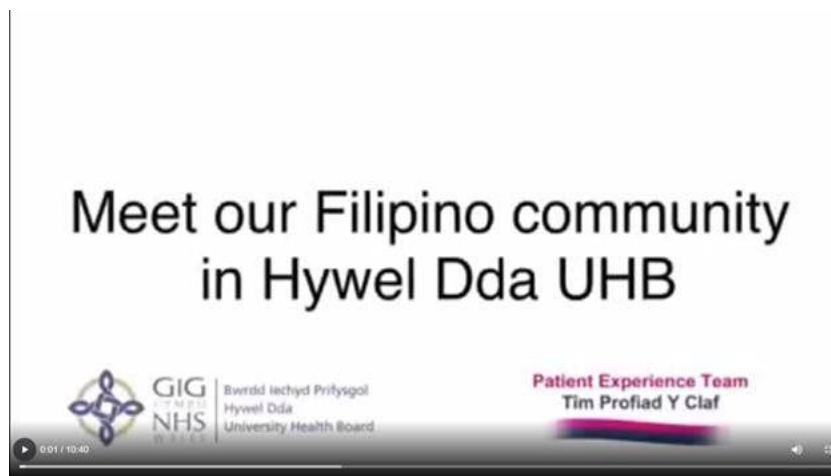 Meet our Filipino community
in Hywel Dda UHB
GIG
CYMRU
NHS
WALES
Bwrdd Iechyd Prifysgol
Hywel Dda
University Health Board
Patient Experience Team
Tim Profiad Y Claf
0:01 / 10:40